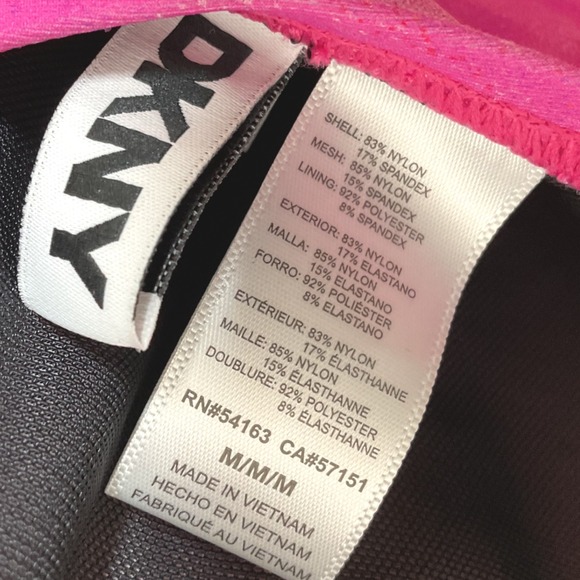 DKNY
SHELL: 83% NYLON
17% SPANDEX
MESH: 85% NYLON
15% SPANDEX
LINING: 92% POLYESTER
8% SPANDEX
EXTERIOR: 83% NYLON
17% ELASTANO
MALLA: 85% NYLON
15% ELASTANO
FORRO: 92% POLIÉSTER
8% ELASTANO
EXTÉRIEUR: 83% NYLON
17% ÉLASTHANNE
MAILLE: 85% NYLON
15% ÉLASTHANNE
DOUBLURE: 92% POLYESTER
8% ÉLASTHANNE
RN#54163 CA#57151
M/M/M
MADE IN VIETNAM
HECHO EN VIETNAM
FABRIQUÉ AU VIETNAM